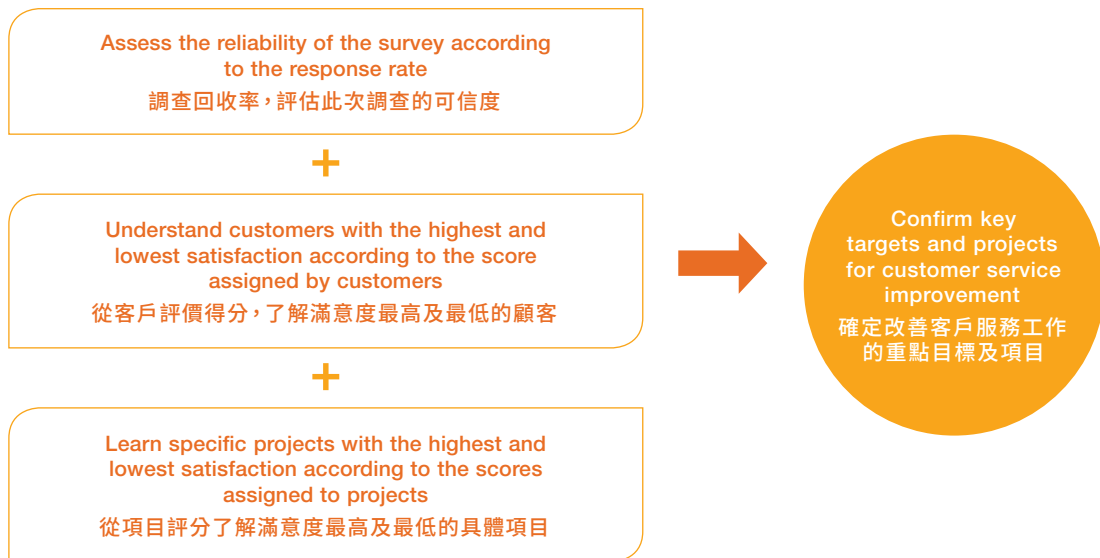 Assess the reliability of the survey according
to the response rate
調查回收率，評估此次調查的可信度
+
Understand customers with the highest and
lowest satisfaction according to the score
assigned by customers
從客戶評價得分，了解滿意度最高及最低的顧客
+
Learn specific projects with the highest and
lowest satisfaction according to the scores
assigned to projects
從項目評分了解滿意度最高及最低的具體項目
Confirm key
targets and projects
for customer service
improvement
確定改善客戶服務工作
的重點目標及項目